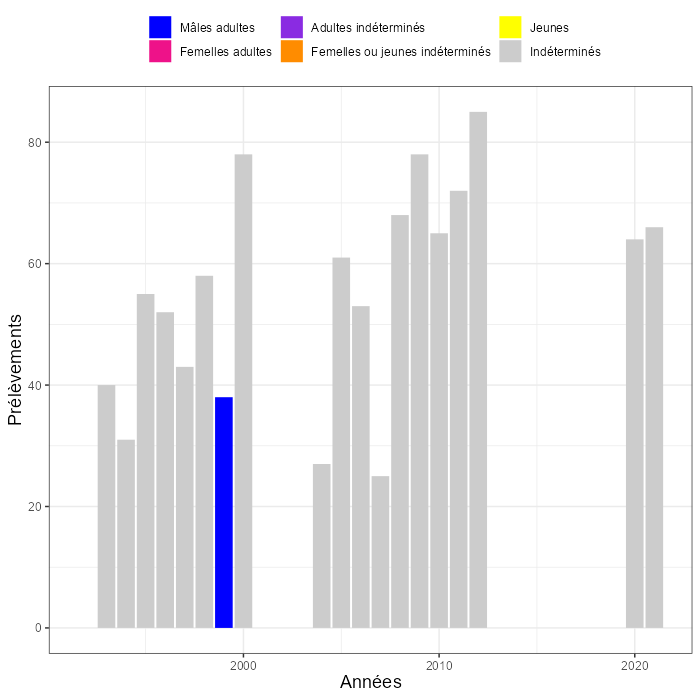 Mâles adultes Adultes indéterminés Jeunes
Femelles adultes Femelles ou jeunes indéterminés Indéterminés
80
60
40
20
0
Prélèvements
2000 2010 2020
Années